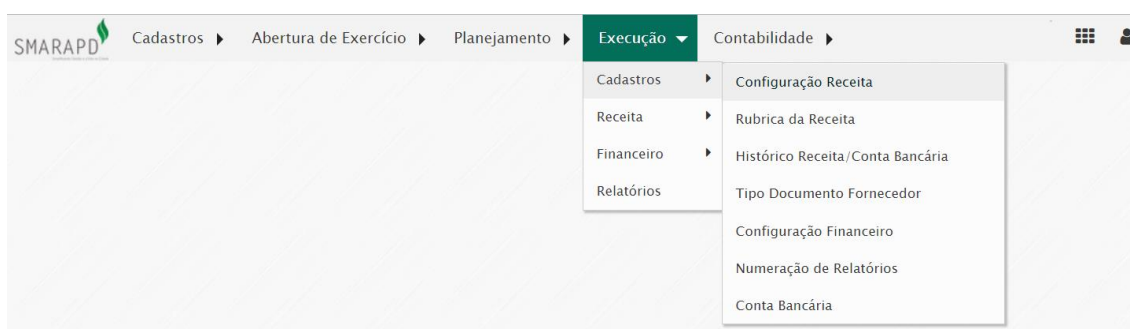 SMARAPD
Cadastros
Abertura de Exercício
Planejamento
Execução
Contabilidade
Cadastros
Receita
Financeiro
Relatórios
Configuração Receita
Rubrica da Receita
Histórico Receita/Conta Bancária
Tipo Documento Fornecedor
Configuração Financeiro
Numeração de Relatórios
Conta Bancária